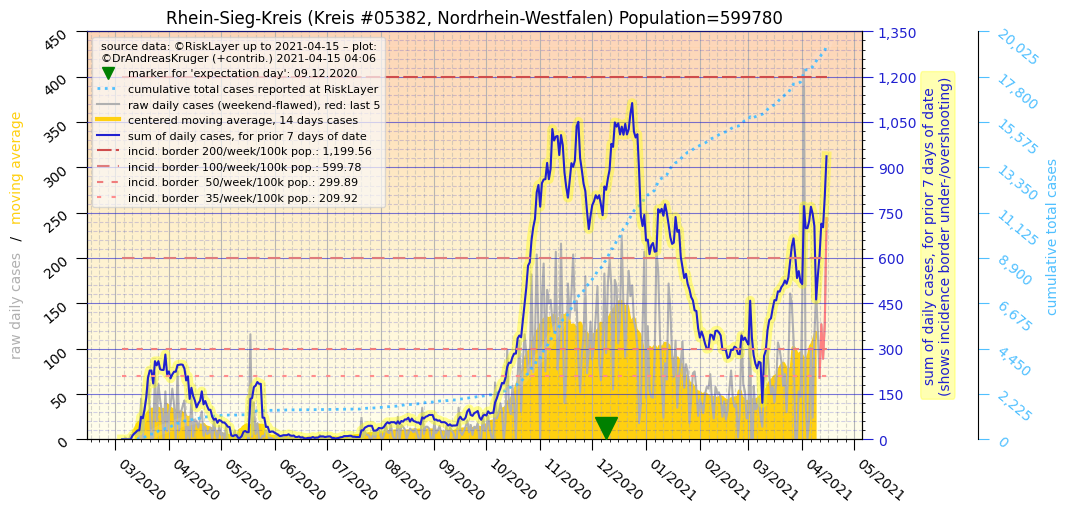 Rhein-Sieg-Kreis (Kreis #05382, Nordrhein-Westfalen) Population=599780
source data: ©RiskLayer up to 2021-04-15 – plot:
©DrAndreasKruger (+contrib.) 2021-04-15 04:06
marker for 'expectation day': 09.12.2020
cumulative total cases reported at RiskLayer
raw daily cases (weekend-flawed), red: last 5
centered moving average, 14 days cases
sum of daily cases, for prior 7 days of date
incid. border 200/week/100k pop.: 1,199.56
incid. border 100/week/100k pop.: 599.78
incid. border  50/week/100k pop.: 299.89
incid. border  35/week/100k pop.: 209.92
raw daily cases / moving average
450
400
350
300
250
200
150
100
50
0
03/2020
04/2020
05/2020
06/2020
07/2020
08/2020
09/2020
10/2020
11/2020
12/2020
01/2021
02/2021
03/2021
04/2021
05/2021
1,350
1,200
1,050
900
750
600
450
300
150
0
sum of daily cases, for prior 7 days of date
(shows incidence border under-/overshooting)
20,025
17,800
15,575
13,350
11,125
8,900
6,675
4,450
2,225
0
cumulative total cases